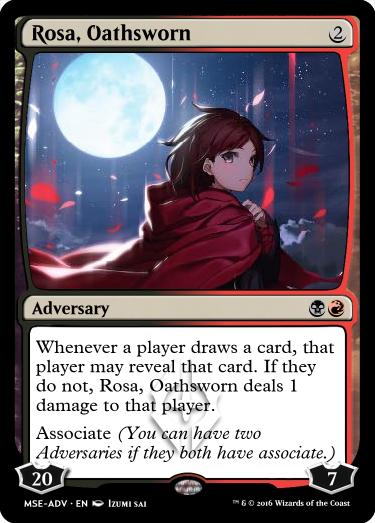 Rosa, Oathsworn 2
Adversary
Whenever a player draws a card, that
player may reveal that card. If they
do not, Rosa, Oathsworn deals 1
damage to that player.
Associate (You can have two
Adversaries if they both have associate.)
20 7
MSE-ADV • EN IZUMI SAI ™ & © 2016 Wizards of the Coast